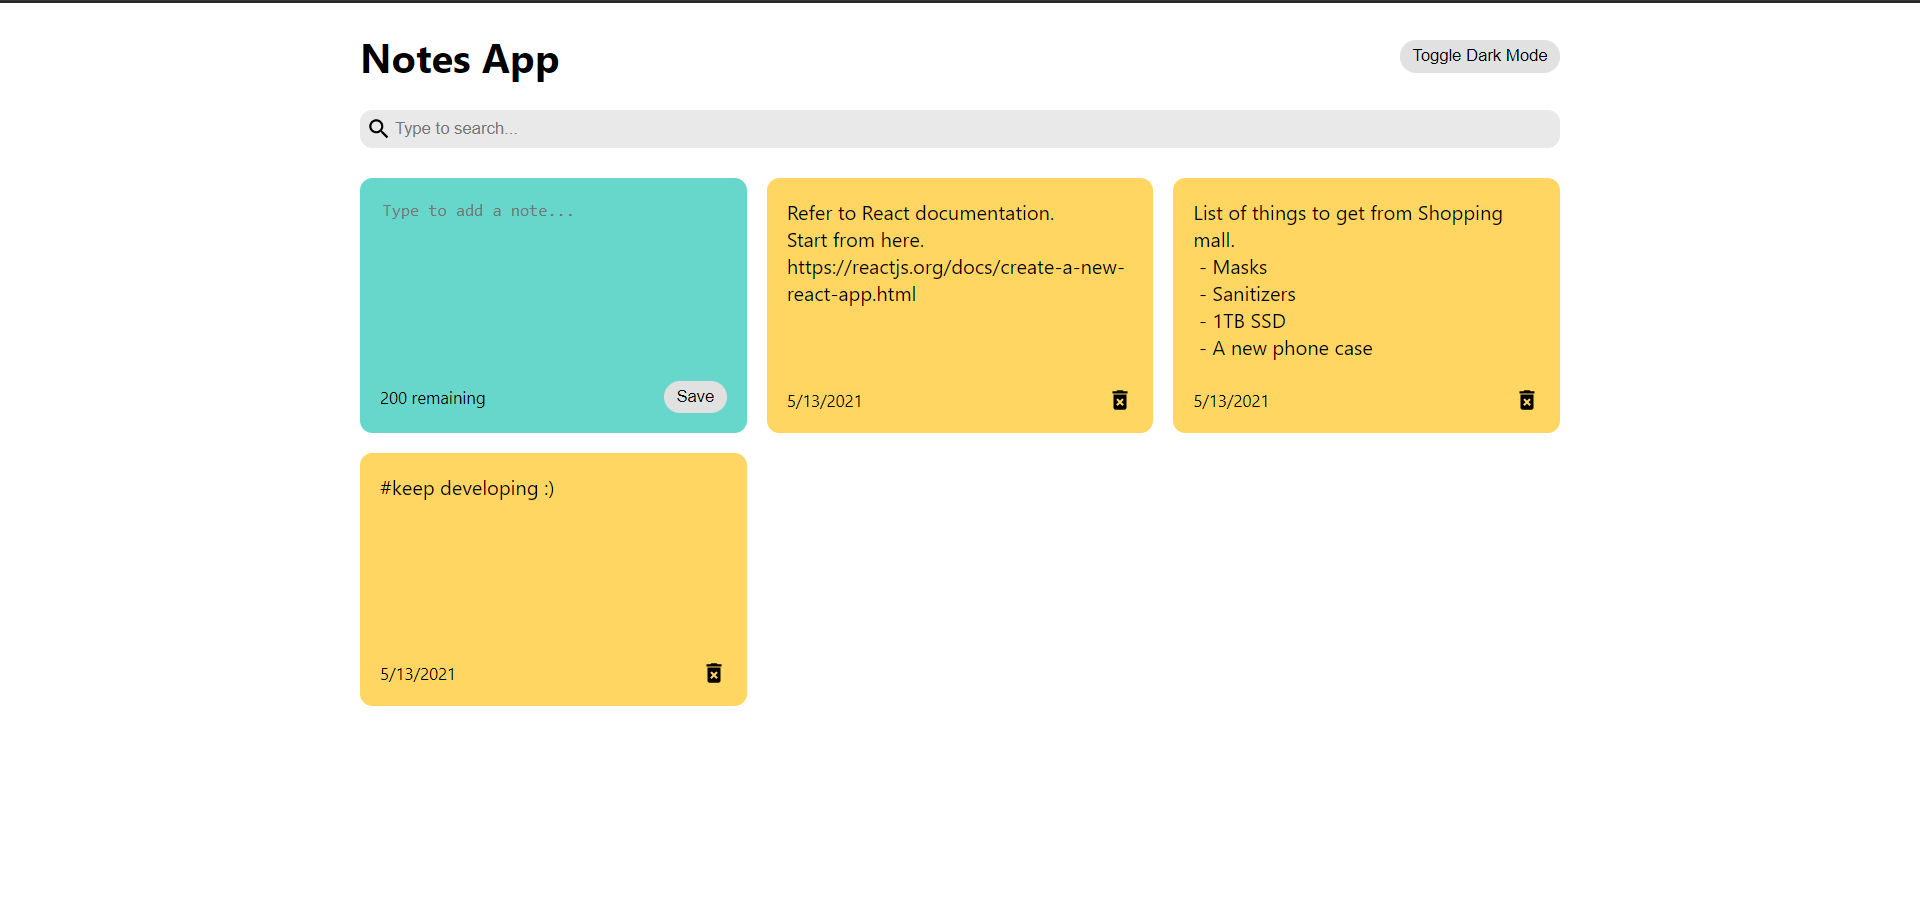 Notes App
Toggle Dark Mode
Type to search...
Type to add a note...
200 remaining
Save
Refer to React documentation.
Start from here.
https://reactjs.org/docs/create-a-new-
react-app.html
5/13/2021
List of things to get from Shopping
mall.
- Masks
- Sanitizers
- 1TB SSD
- A new phone case
5/13/2021
#keep developing :)
5/13/2021